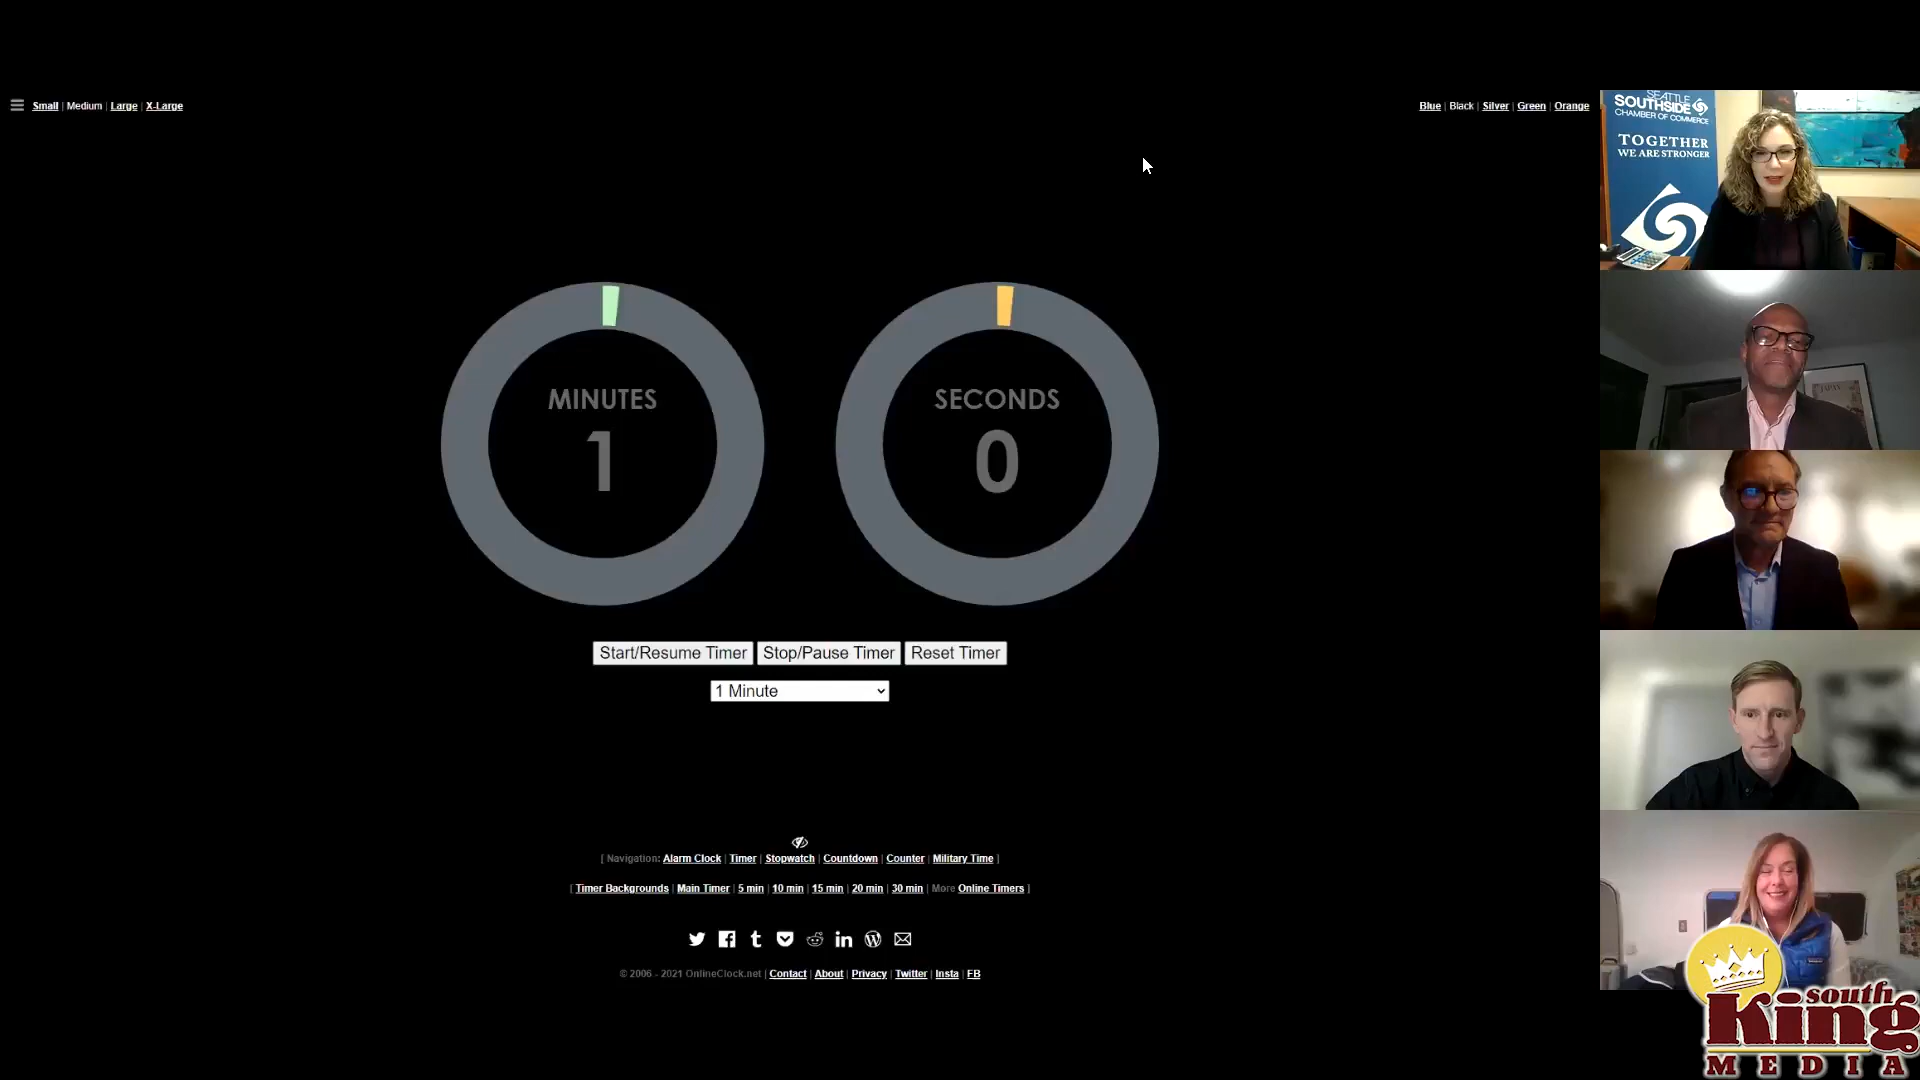 Small | Medium | Large | X-Large
Blue | Black | Silver | Green | Orange
SEATTLE
SOUTHSIDE
CHAMBER OF COMMERCE
TOGETHER
WE ARE STRONGER
JAPAN
MINUTES
1
SECONDS
0
Start/Resume Timer
Stop/Pause Timer
Reset Timer
1 Minute
[ Navigation: Alarm Clock | Timer | Stopwatch | Countdown | Counter | Military Time ]
[ Timer Backgrounds | Main Timer | 5 min | 10 min | 15 min | 20 min | 30 min | More Online Timers ]
© 2006 - 2021 OnlineClock.net | Contact | About | Privacy | Twitter | Insta | FB
south
King
MEDIA